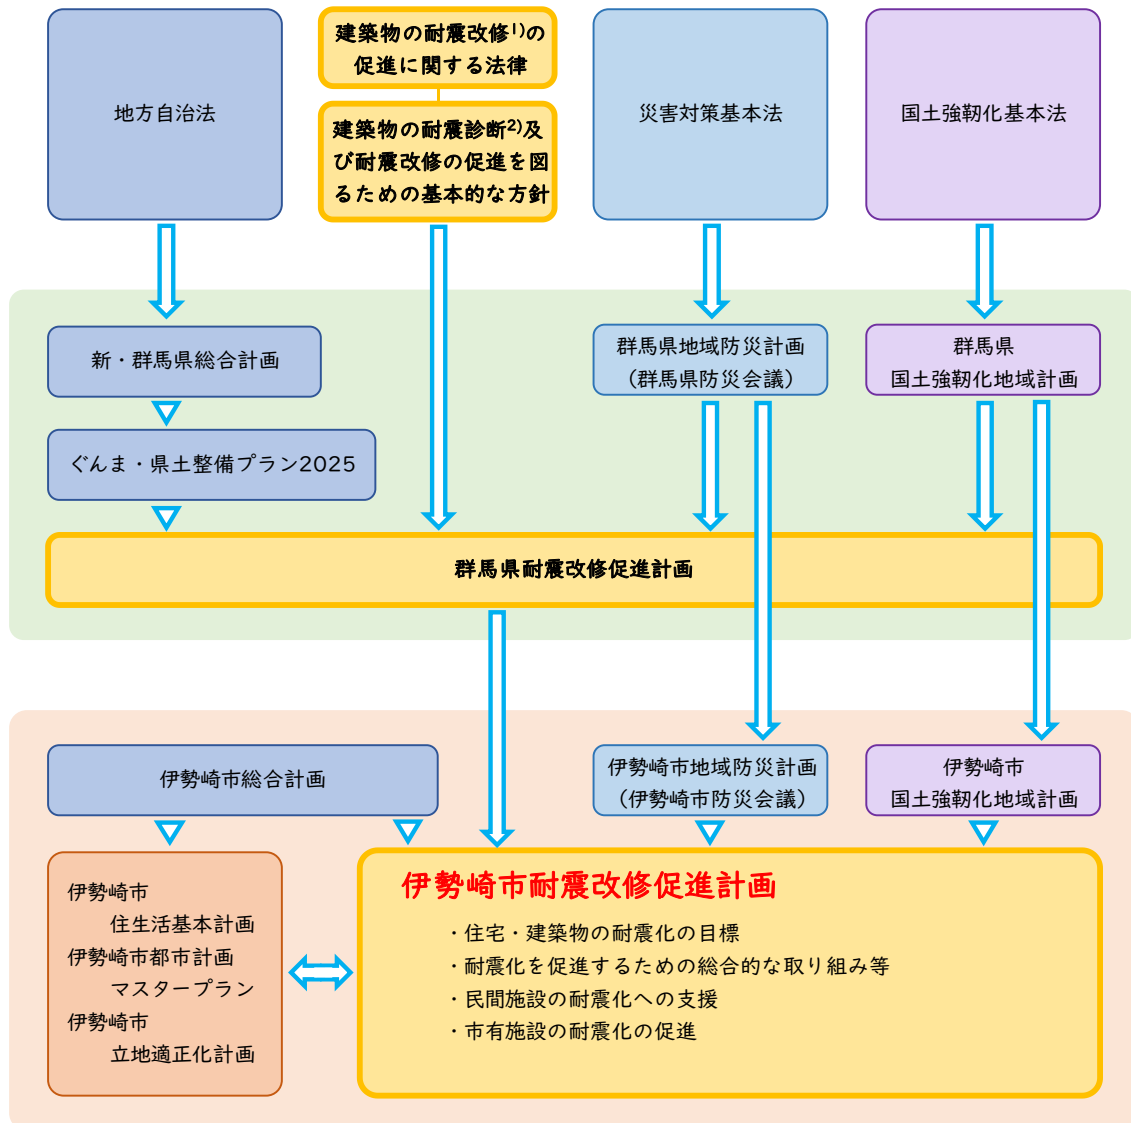 地方自治法
建築物の耐震改修1)の
促進に関する法律
建築物の耐震診断2)及
び耐震改修の促進を図
るための基本的な方針
災害対策基本法
国土強靭化基本法
新・群馬県総合計画
ぐんま・県土整備プラン2025
群馬県地域防災計画
(群馬県防災会議)
群馬県
国土強靭化地域計画
群馬県耐震改修促進計画
伊勢崎市総合計画
伊勢崎市地域防災計画
(伊勢崎市防災会議)
伊勢崎市
国土強靭化地域計画
伊勢崎市
住生活基本計画
伊勢崎市都市計画
マスタープラン
伊勢崎市
立地適正化計画
伊勢崎市耐震改修促進計画
・住宅・建築物の耐震化の目標
・耐震化を促進するための総合的な取り組み等
・民間施設の耐震化への支援
・市有施設の耐震化の促進